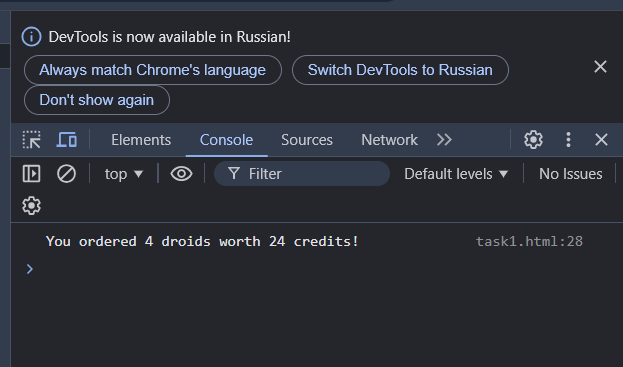 DevTools is now available in Russian!
Always match Chrome's language Switch DevTools to Russian
Don't show again
Elements Console Sources Network
top Filter Default levels No Issues
You ordered 4 droids worth 24 credits! task1.html:28